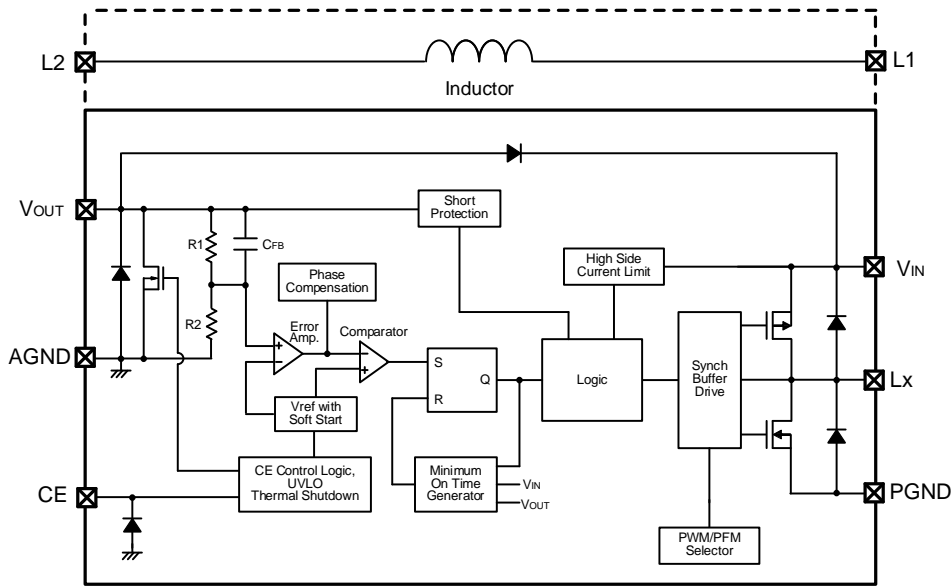 L2
L1
Inductor
VOUT
Short
Protection
R1
CFB
High Side
Current Limit
VIN
Phase
Compensation
R2
Error
Amp.
Comparator
AGND
+
−
−
+
S
Q
R
Logic
Synch
Buffer
Drive
Lx
Vref with
Soft Start
CE Control Logic,
UVLO
Thermal Shutdown
Minimum
On Time
Generator
VIN
VOUT
CE
PGND
PWM/PFM
Selector